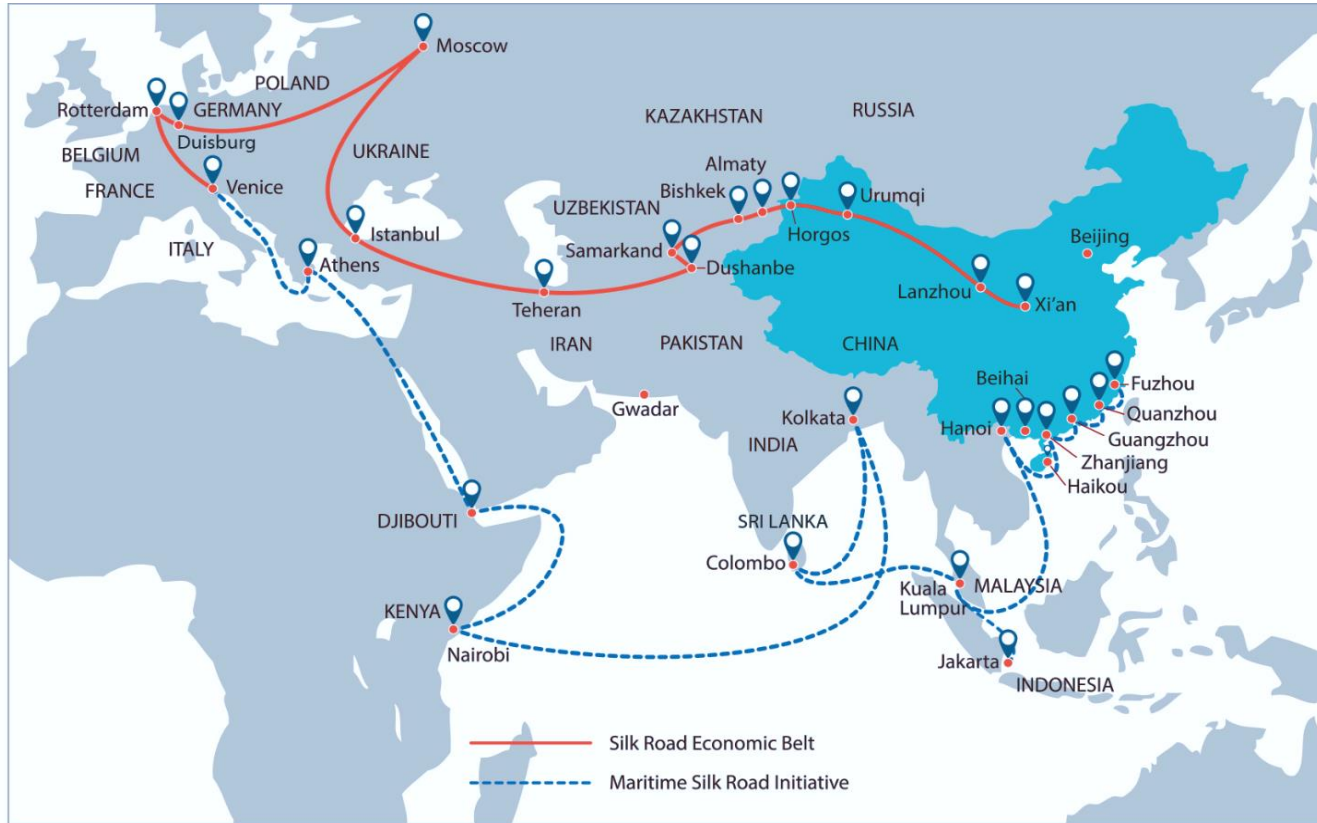 Moscow
POLAND
Rotterdam
GERMANY
Duisburg
KAZAKHSTAN
RUSSIA
BELGIUM
UKRAINE
Almaty
FRANCE
Venice
Bishkek
Urumqi
UZBEKISTAN
Istanbul
Horgos
ITALY
Samarkand
Beijing
Athens
Dushanbe
Lanzhou
Xi’an
Teheran
IRAN
PAKISTAN
CHINA
Beihai
Fuzhou
Gwadar
Kolkata
Hanoi
Quanzhou
INDIA
Guangzhou
Zhanjiang
Haikou
DJIBOUTI
SRI LANKA
Colombo
Kuala
Lumpur
MALAYSIA
KENYA
Nairobi
Jakarta
INDONESIA
Silk Road Economic Belt
Maritime Silk Road Initiative